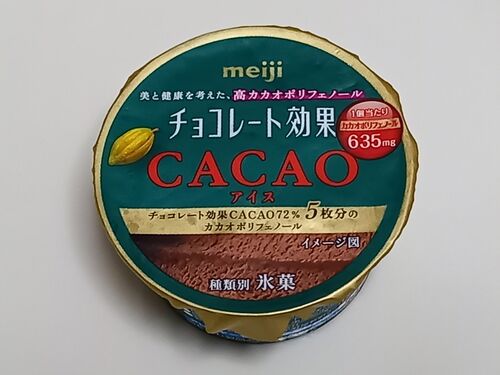 meiji
美と健康を考えた、高カカオポリフェノール
チョコレート効果
1個当たり
カカオポリフェノール
635mg
CACAO
アイス
チョコレート効果CACAO72% 5枚分の
カカオポリフェノール
イメージ図
種類別 氷菓